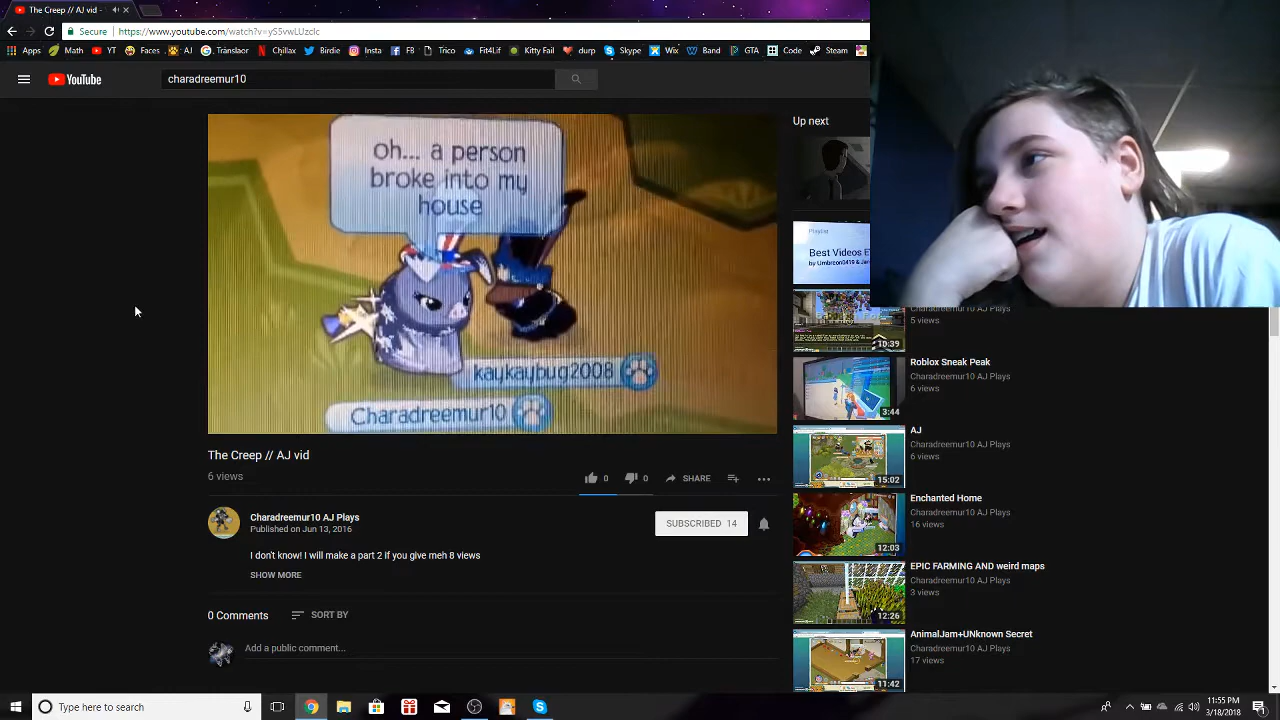 The Creep // AJ vid -
Secure https://www.youtube.com/watch?v=yS5vwLUzclc
Apps Math YT Faces AJ Translaor Chillax Birdie Insta FB Trico Fit4Lif Kitty Fail durp Skype Wix Band GTA Code Steam
YouTube
charadreemur10
Up next
oh... a person
broke into my
house
kaykaybug2008
Charadreemur10
Playlist
Best Videos E
by Umbreon3419 & Jar
Charadreemur10 AJ Plays
5 views
10:39
Roblox Sneak Peak
Charadreemur10 AJ Plays
6 views
3:44
AJ
Charadreemur10 AJ Plays
6 views
15:02
Enchanted Home
Charadreemur10 AJ Plays
16 views
12:03
EPIC FARMING AND weird maps
Charadreemur10 AJ Plays
3 views
12:26
AnimalJam+UNknown Secret
Charadreemur10 AJ Plays
17 views
11:42
The Creep // AJ vid
6 views
0 0 SHARE
Charadreemur10 AJ Plays
Published on Jun 13, 2016
SUBSCRIBED 14
I don't know! I will make a part 2 if you give meh 8 views
SHOW MORE
0 Comments SORT BY
Add a public comment...
Type here to search
11:55 PM
3/18/2018